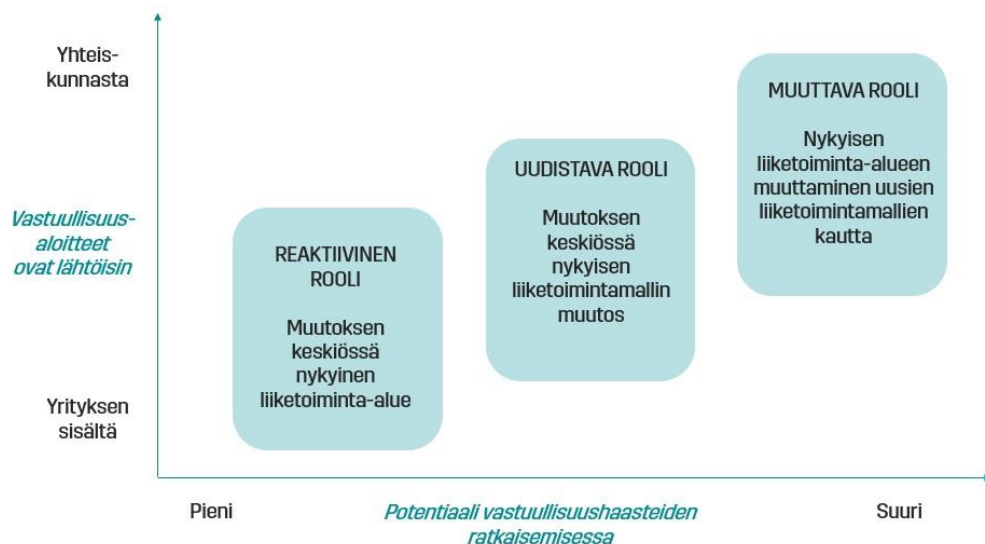 Yhteis-
kunnasta
Vastuullisuus-
aloitteet
ovat lähtöisin
Yrityksen
sisältä
REAKTIIVINEN
ROOLI
Muutoksen
keskiössä
nykyinen
liiketoiminta-alue
UUDISTAVA ROOLI
Muutoksen
keskiössä
nykyisen
liiketoimintamallin
muutos
MUUTTAVA ROOLI
Nykyisen
liiketoiminta-alueen
muuttaminen uusien
liiketoimintamallien
kautta
Pieni
Potentiaali vastuullisuushaasteiden
ratkaisemisessa
Suuri